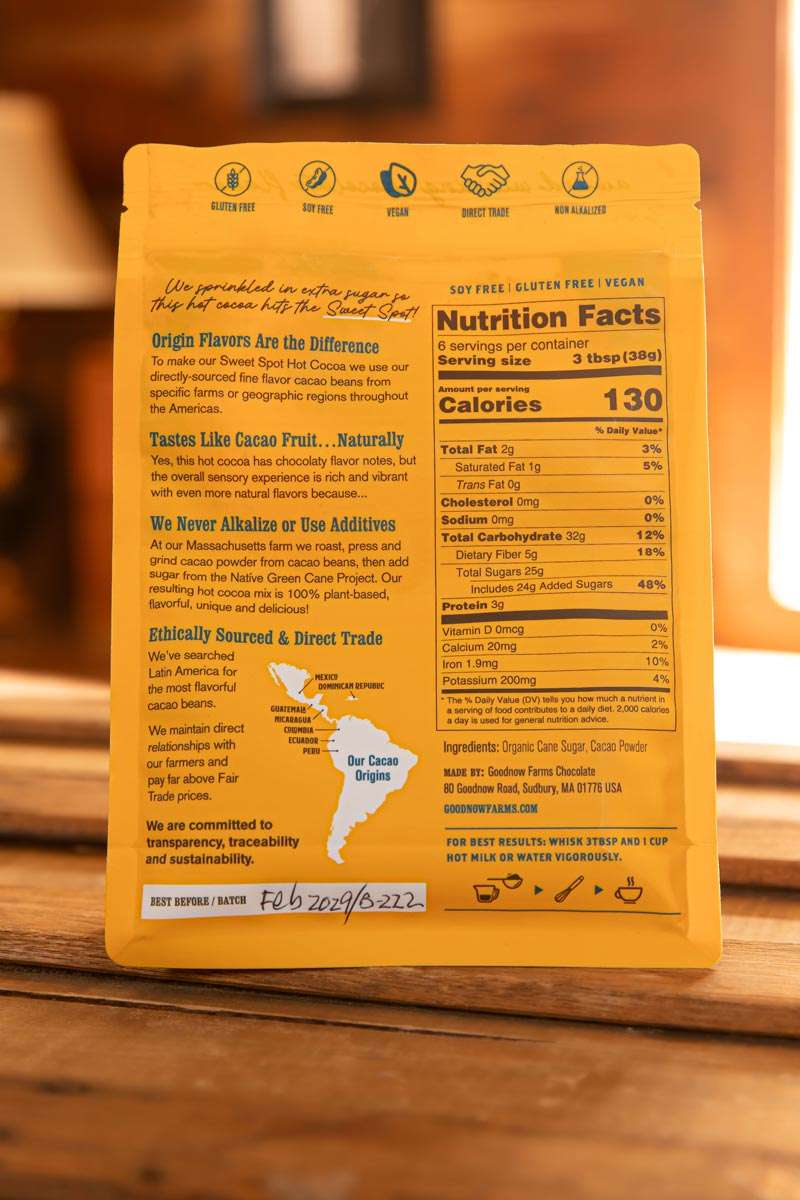 GLUTEN FREE
SOY FREE
VEGAN
DIRECT TRADE
NON ALKALIZED
We sprinkled in extra sugar so
this hot cocoa hits the Sweet Spot!
Origin Flavors Are the Difference
To make our Sweet Spot Hot Cocoa we use our
directly-sourced fine flavor cacao beans from
specific farms or geographic regions throughout
the Americas.
Tastes Like Cacao Fruit...Naturally
Yes, this hot cocoa has chocolaty flavor notes, but
the overall sensory experience is rich and vibrant
with even more natural flavors because...
We Never Alkalize or Use Additives
At our Massachusetts farm we roast, press and
grind cacao powder from cacao beans, then add
sugar from the Native Green Cane Project. Our
resulting hot cocoa mix is 100% plant-based,
flavorful, unique and delicious!
Ethically Sourced & Direct Trade
We've searched
Latin America for
the most flavorful
cacao beans.
We maintain direct
relationships with
our farmers and
pay far above Fair
Trade prices.
We are committed to
transparency, traceability
and sustainability.
MEXICO
DOMINICAN REPUBLIC
GUATEMALA
NICARAGUA
COLOMBIA
ECUADOR
PERU
Our Cacao
Origins
BEST BEFORE / BATCH Feb 2029/B-222
SOY FREE | GLUTEN FREE | VEGAN
Nutrition Facts
6 servings per container
Serving size 3 tbsp (38g)
Amount per serving
Calories 130
% Daily Value*
Total Fat 2g 3%
Saturated Fat 1g 5%
Trans Fat 0g
Cholesterol 0mg 0%
Sodium 0mg 0%
Total Carbohydrate 32g 12%
Dietary Fiber 5g 18%
Total Sugars 25g
Includes 24g Added Sugars 48%
Protein 3g
Vitamin D 0mcg 0%
Calcium 20mg 2%
Iron 1.9mg 10%
Potassium 200mg 4%
* The % Daily Value (DV) tells you how much a nutrient in
a serving of food contributes to a daily diet. 2,000 calories
a day is used for general nutrition advice.
Ingredients: Organic Cane Sugar, Cacao Powder
MADE BY: Goodnow Farms Chocolate
80 Goodnow Road, Sudbury, MA 01776 USA
GOODNOWFARMS.COM
FOR BEST RESULTS: WHISK 3TBSP AND 1 CUP
HOT MILK OR WATER VIGOROUSLY.